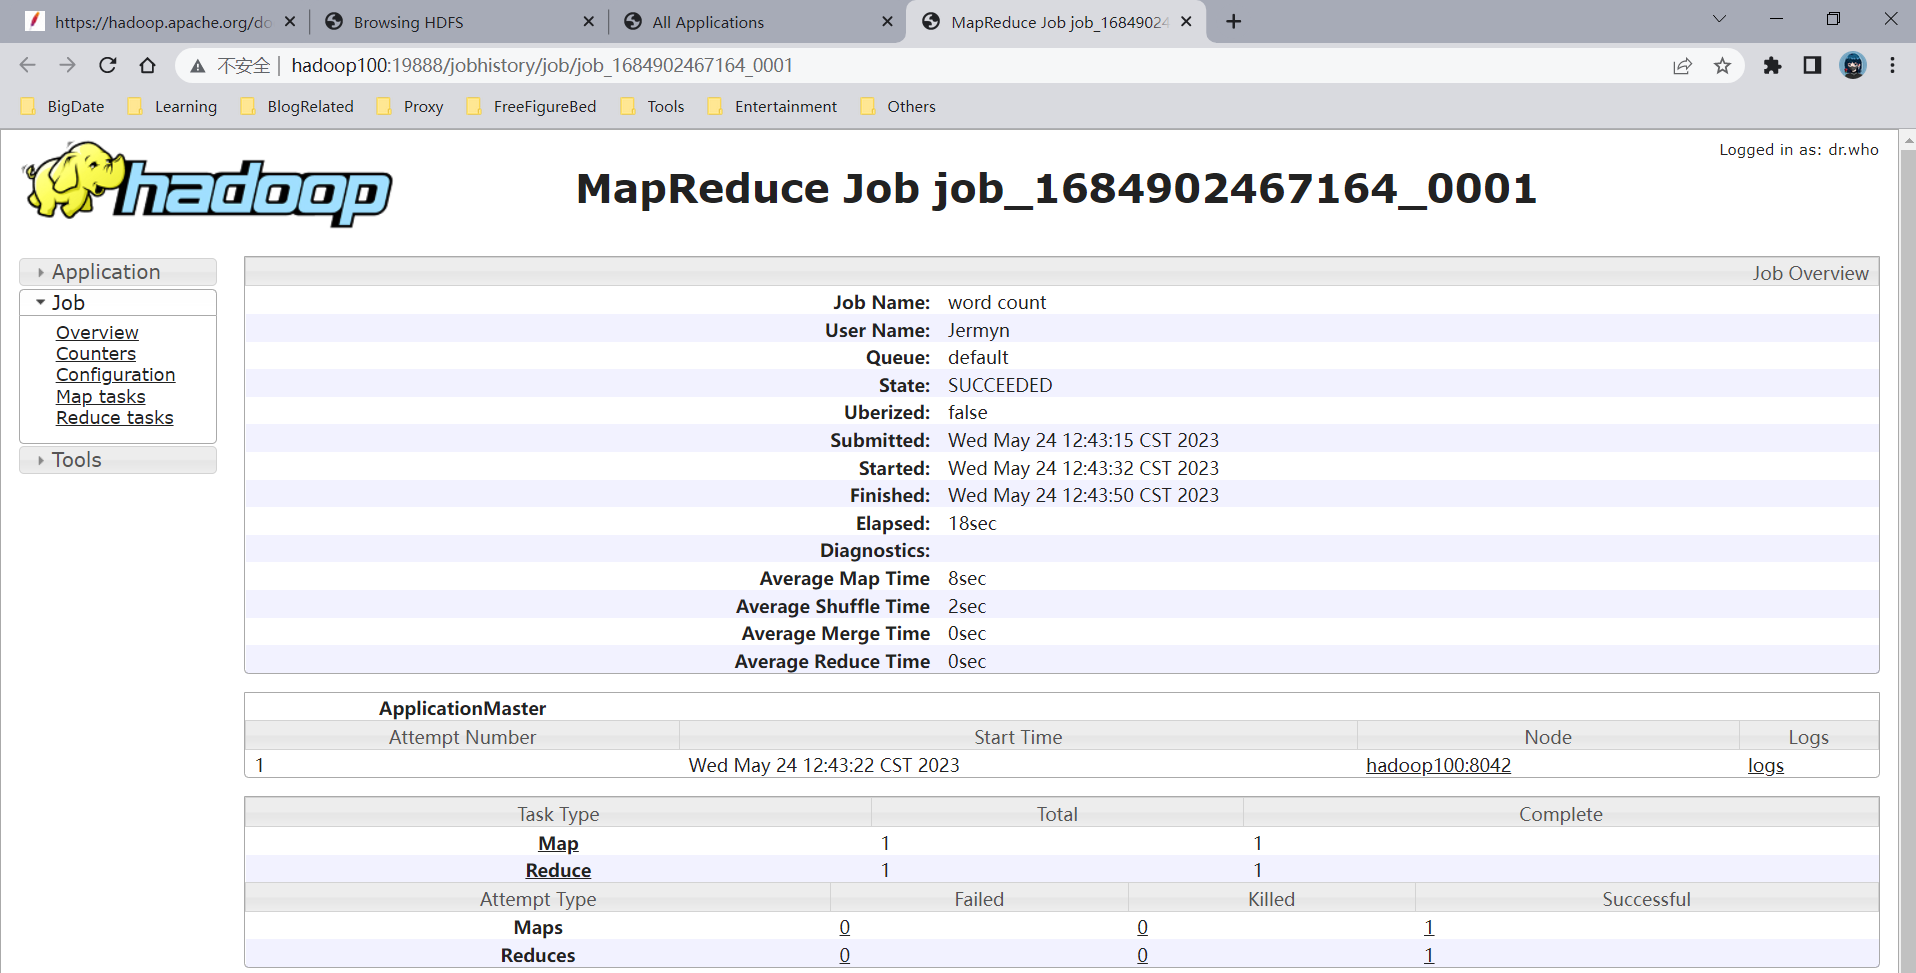 https://hadoop.apache.org/do
Browsing HDFS
All Applications
MapReduce Job job_16849024
不安全 | hadoop100:19888/jobhistory/job/job_1684902467164_0001
BigDate Learning BlogRelated Proxy FreeFigureBed Tools Entertainment Others
Logged in as: dr.who
hadoop
MapReduce Job job_1684902467164_0001
Application
Job
Overview
Counters
Configuration
Map tasks
Reduce tasks
Tools
Job Overview
Job Name: word count
User Name: Jermyn
Queue: default
State: SUCCEEDED
Uberized: false
Submitted: Wed May 24 12:43:15 CST 2023
Started: Wed May 24 12:43:32 CST 2023
Finished: Wed May 24 12:43:50 CST 2023
Elapsed: 18sec
Diagnostics:
Average Map Time 8sec
Average Shuffle Time 2sec
Average Merge Time 0sec
Average Reduce Time 0sec
ApplicationMaster
Attempt Number Start Time Node Logs
1 Wed May 24 12:43:22 CST 2023 hadoop100:8042 logs
Task Type Total Complete
Map 1 1
Reduce 1 1
Attempt Type Failed Killed Successful
Maps 0 0 1
Reduces 0 0 1